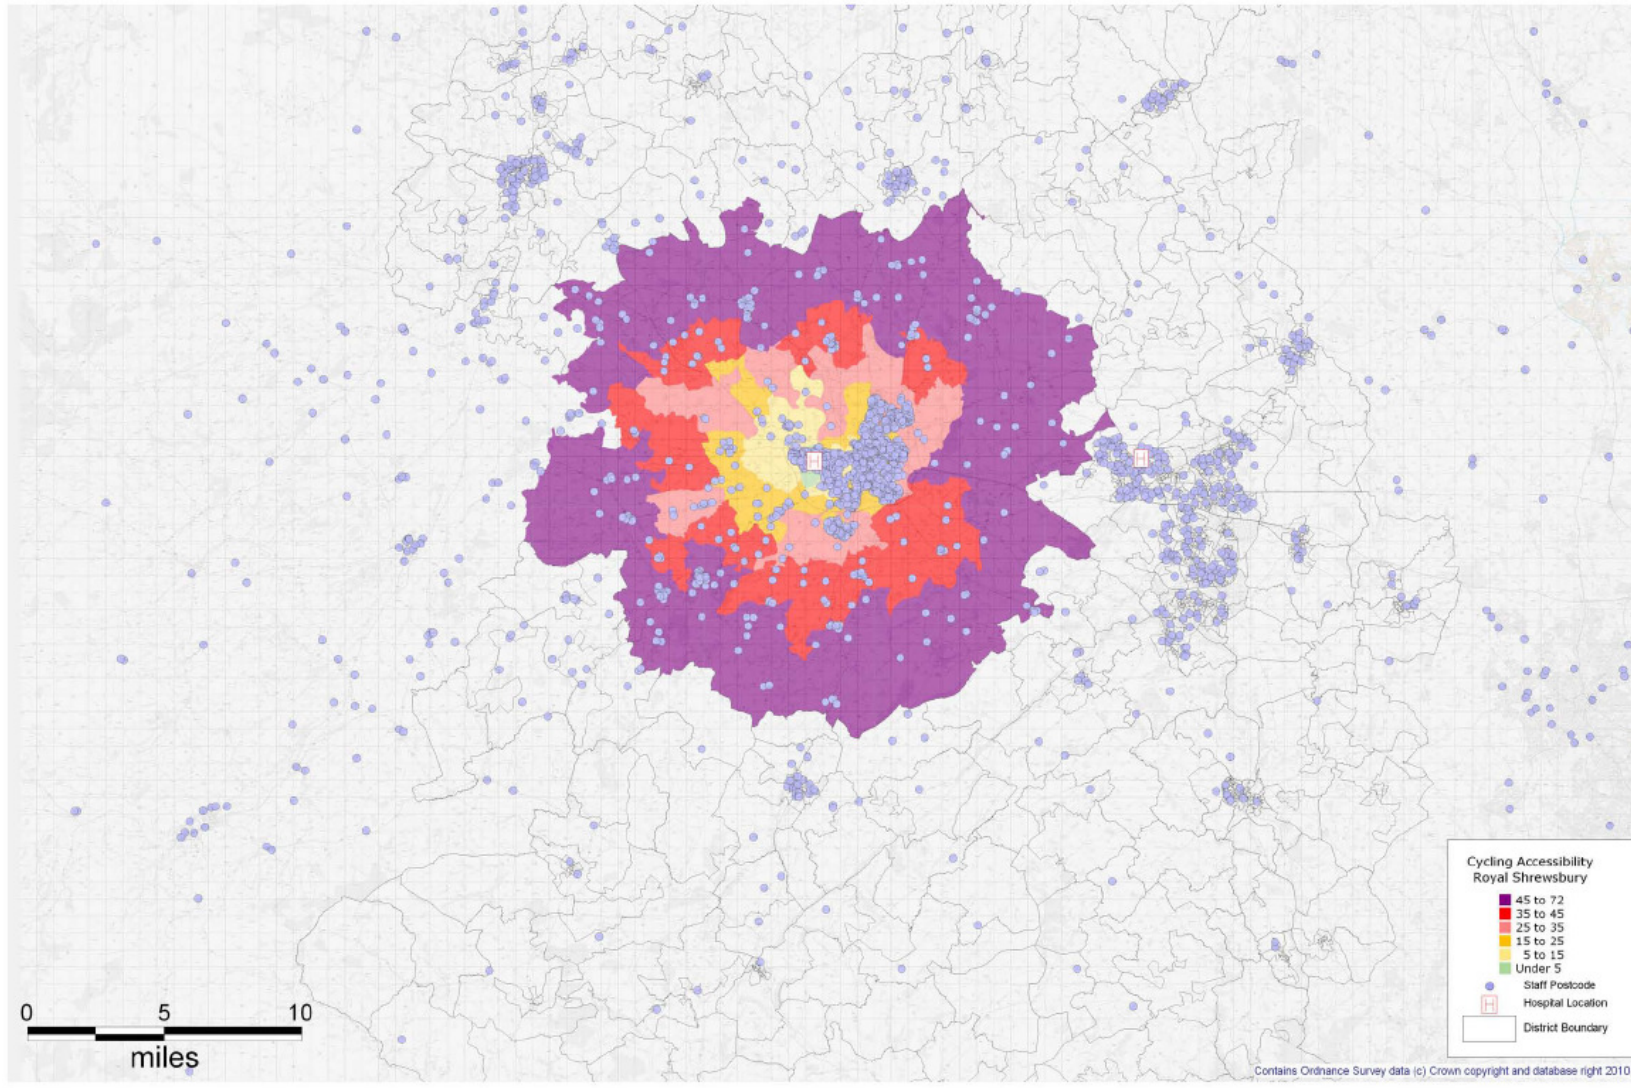 Cycling Accessibility
Royal Shrewsbury
45 to 72
35 to 45
25 to 35
15 to 25
5 to 15
Under 5
Staff Postcode
H
Hospital Location
District Boundary
H
H
0 5 10
miles
Contains Ordnance Survey data (c) Crown copyright and database right 2010